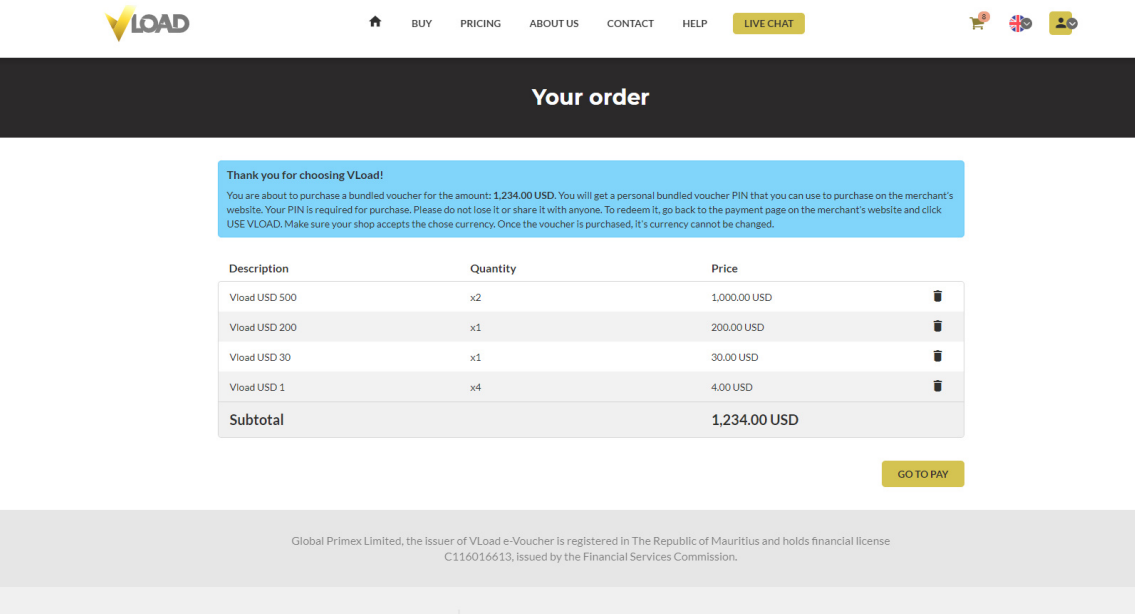 VLOAD
BUY PRICING ABOUT US CONTACT HELP LIVE CHAT 8
Your order
Thank you for choosing VLoad!
You are about to purchase a bundled voucher for the amount: 1,234.00 USD. You will get a personal bundled voucher PIN that you can use to purchase on the merchant's
website. Your PIN is required for purchase. Please do not lose it or share it with anyone. To redeem it, go back to the payment page on the merchant's website and click
USE VLOAD. Make sure your shop accepts the chose currency. Once the voucher is purchased, it's currency cannot be changed.
Description Quantity Price
Vload USD 500 x2 1,000.00 USD
Vload USD 200 x1 200.00 USD
Vload USD 30 x1 30.00 USD
Vload USD 1 x4 4.00 USD
Subtotal 1,234.00 USD
GO TO PAY
Global Primex Limited, the issuer of VLoad e-Voucher is registered in The Republic of Mauritius and holds financial license
C116016613, issued by the Financial Services Commission.